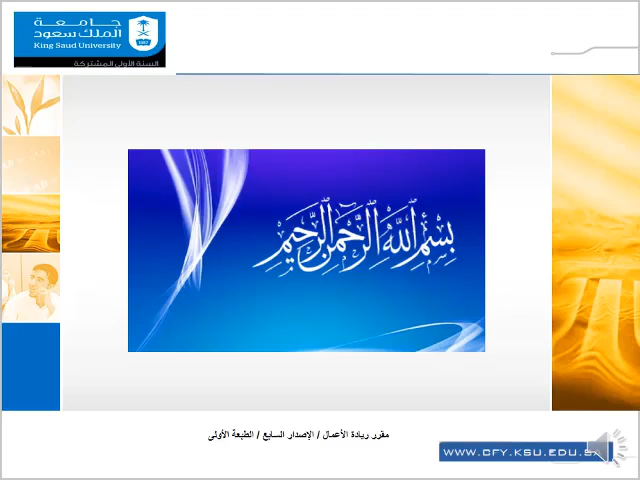 جامعة
الملك سعود
King Saud University
السنة الأولى المشتركة
بسم الله الرحمن الرحيم
مقرر ريادة الأعمال / الإصدار السابع / الطبعة الأولى
WWW.CFY.KSU.EDU.SA